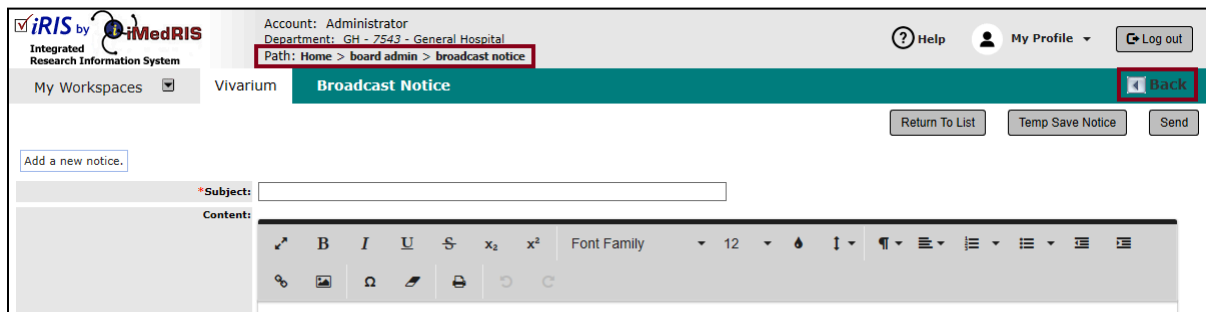 iRIS by iMedRIS
Integrated
Research Information System
Account: Administrator
Department: GH - 7543 - General Hospital
Path: Home > board admin > broadcast notice
? Help
My Profile
Log out
My Workspaces
Vivarium
Broadcast Notice
Back
Return To List
Temp Save Notice
Send
Add a new notice.
*Subject:
Content:
B I U S x₂ x² Font Family 12
Ω